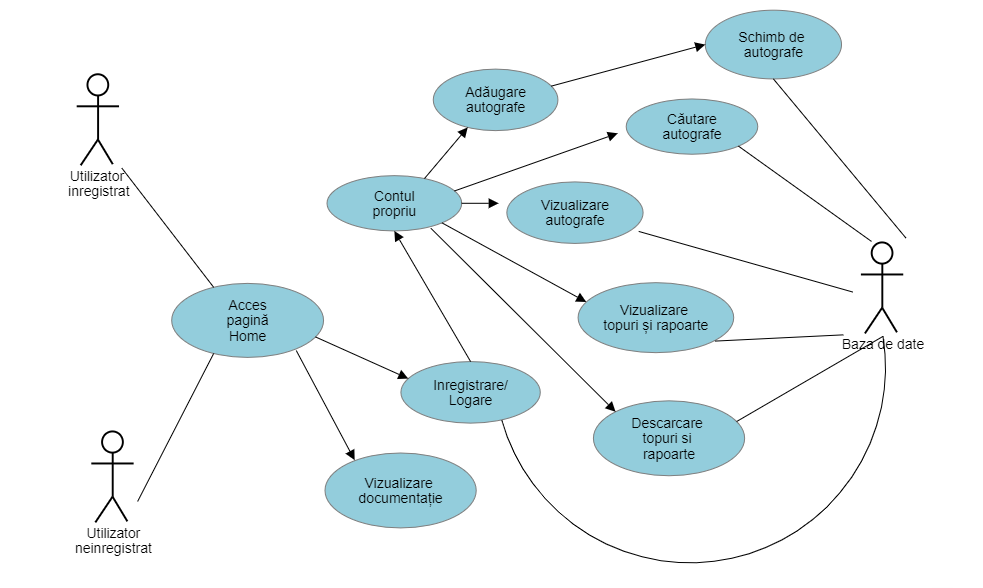 Schimb de
autografe
Adăugare
autografe
Căutare
autografe
Utilizator
inregistrat
Contul
propriu
Vizualizare
autografe
Acces
pagină
Home
Vizualizare
topuri și rapoarte
Baza de date
Inregistrare/
Logare
Descarcare
topuri si
rapoarte
Vizualizare
documentație
Utilizator
neinregistrat